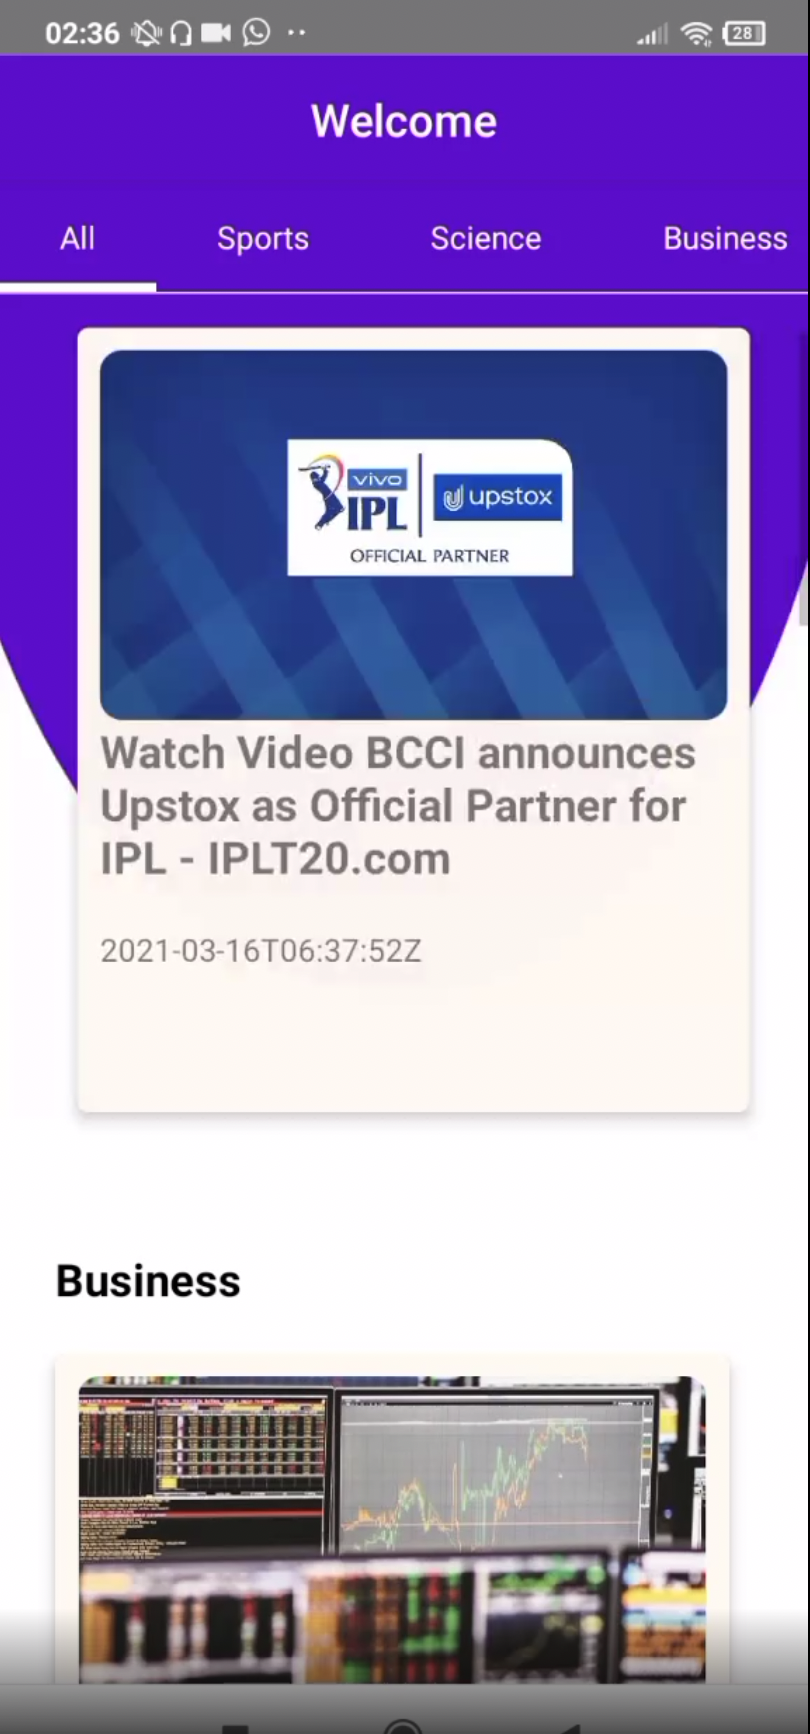 02:36
28
Welcome
All Sports Science Business
vivo
IPL
upstox
OFFICIAL PARTNER
Watch Video BCCI announces
Upstox as Official Partner for
IPL - IPLT20.com
2021-03-16T06:37:52Z
Business